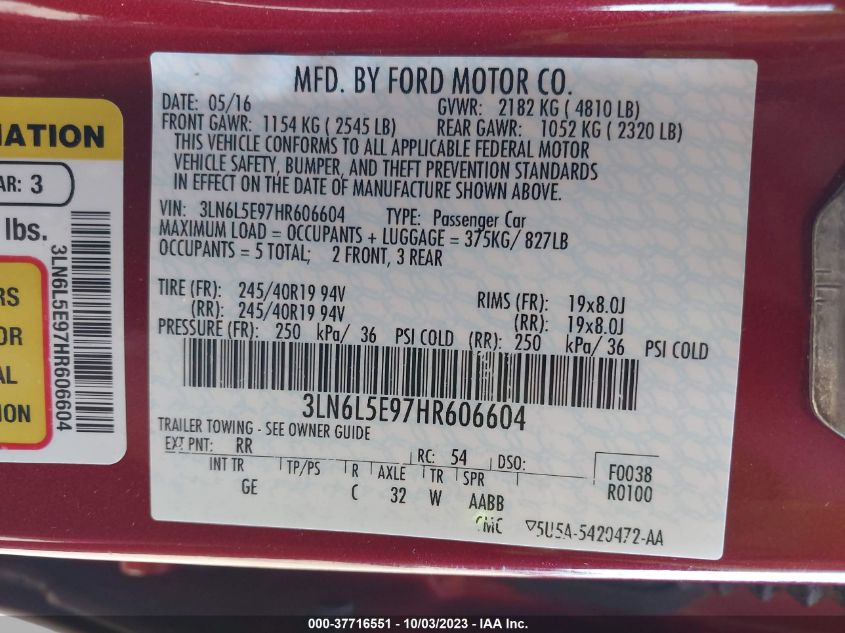 MFD. BY FORD MOTOR CO.
DATE: 05/16
GVWR: 2182 KG ( 4810 LB)
FRONT GAWR: 1154 KG ( 2545 LB)
REAR GAWR: 1052 KG ( 2320 LB)
THIS VEHICLE CONFORMS TO ALL APPLICABLE FEDERAL MOTOR
VEHICLE SAFETY, BUMPER, AND THEFT PREVENTION STANDARDS
IN EFFECT ON THE DATE OF MANUFACTURE SHOWN ABOVE.
VIN: 3LN6L5E97HR606604 TYPE: Passenger Car
MAXIMUM LOAD = OCCUPANTS + LUGGAGE = 375KG/ 827LB
OCCUPANTS = 5 TOTAL; 2 FRONT, 3 REAR
TIRE (FR): 245/40R19 94V RIMS (FR): 19x8.0J
(RR): 245/40R19 94V (RR): 19x8.0J
PRESSURE (FR): 250 kPa/ 36 PSI COLD (RR): 250 kPa/ 36 PSI COLD
3LN6L5E97HR606604
TRAILER TOWING - SEE OWNER GUIDE
EXT PNT: RR RC: 54 DSO:
INT TR TP/PS R AXLE TR SPR
GE C 32 W AABB
F0038
R0100
CMC ▽5U5A-5420472-AA
MATION
AR: 3
lbs.
RS
OR
AL
ION
3LN6L5E97HR606604
000-37716551 - 10/03/2023 - IAA Inc.